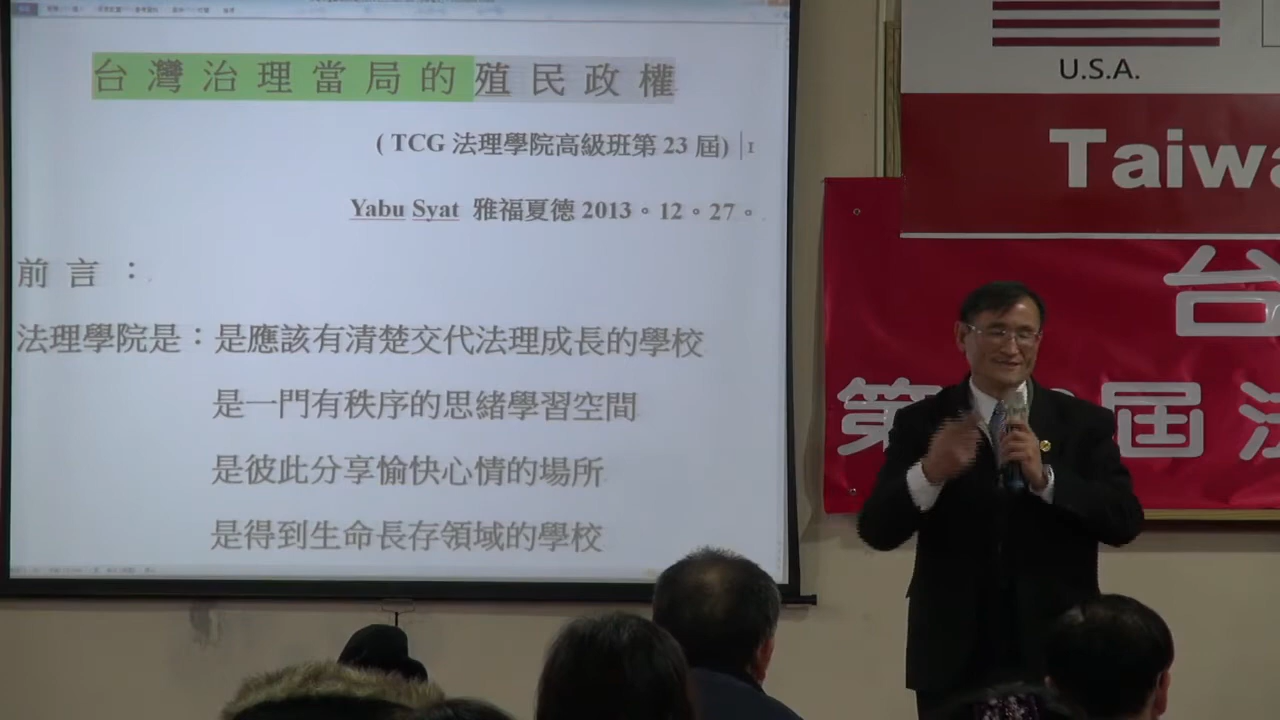 台灣治理當局的殖民政權
( TCG 法理學院高級班第 23 屆)
Yabu Syat 雅福夏德 2013。12。27。
前 言 ：
法理學院是：是應該有清楚交代法理成長的學校
是一門有秩序的思緒學習空間
是彼此分享愉快心情的場所
是得到生命長存領域的學校
U.S.A.
Taiwa
台
第 屆 法